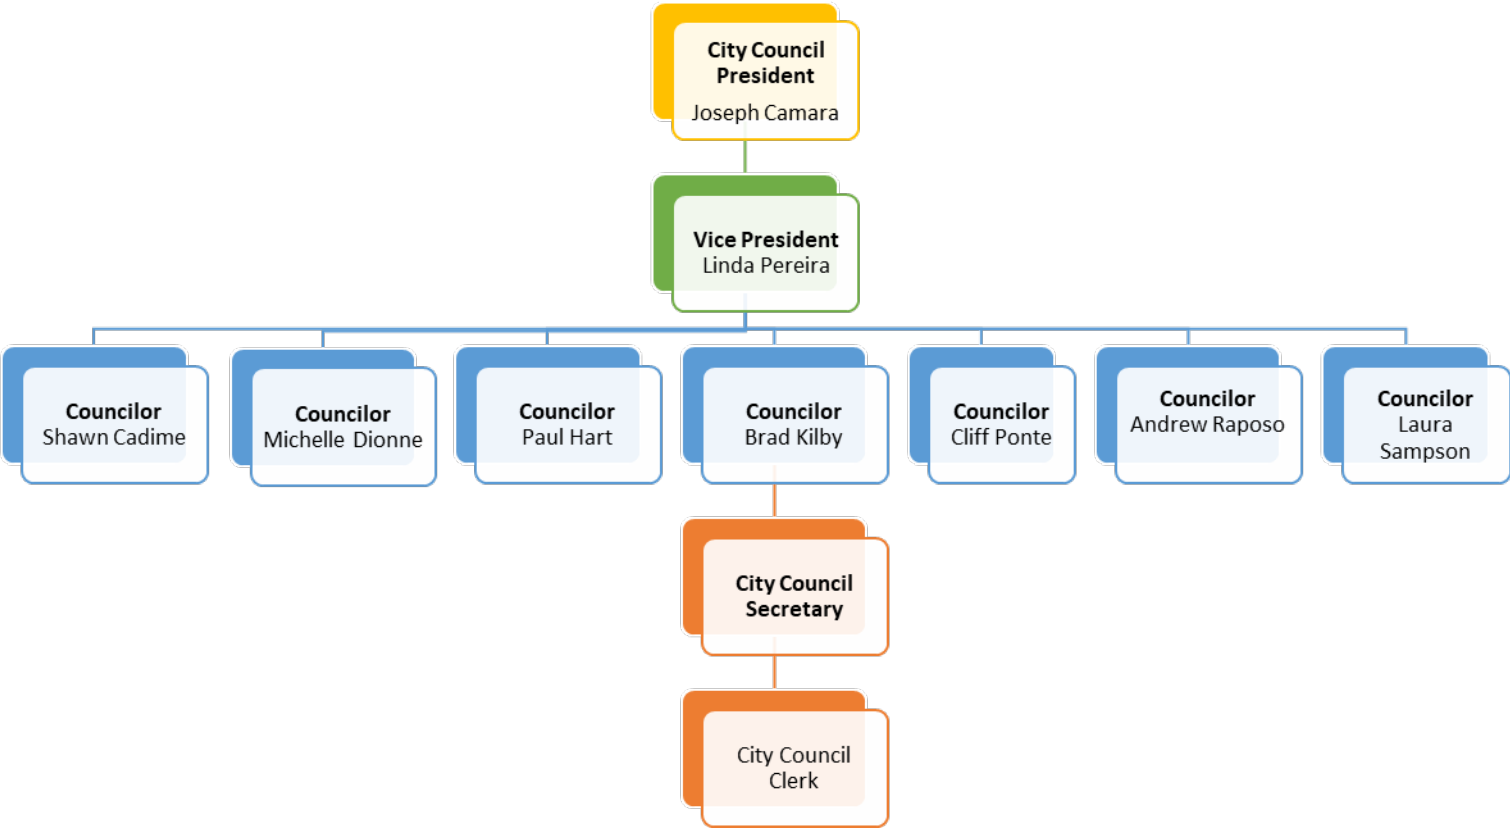 City Council
President
Joseph Camara
Vice President
Linda Pereira
Councilor
Shawn Cadime
Councilor
Michelle Dionne
Councilor
Paul Hart
Councilor
Brad Kilby
Councilor
Cliff Ponte
Councilor
Andrew Raposo
Councilor
Laura
Sampson
City Council
Secretary
City Council
Clerk